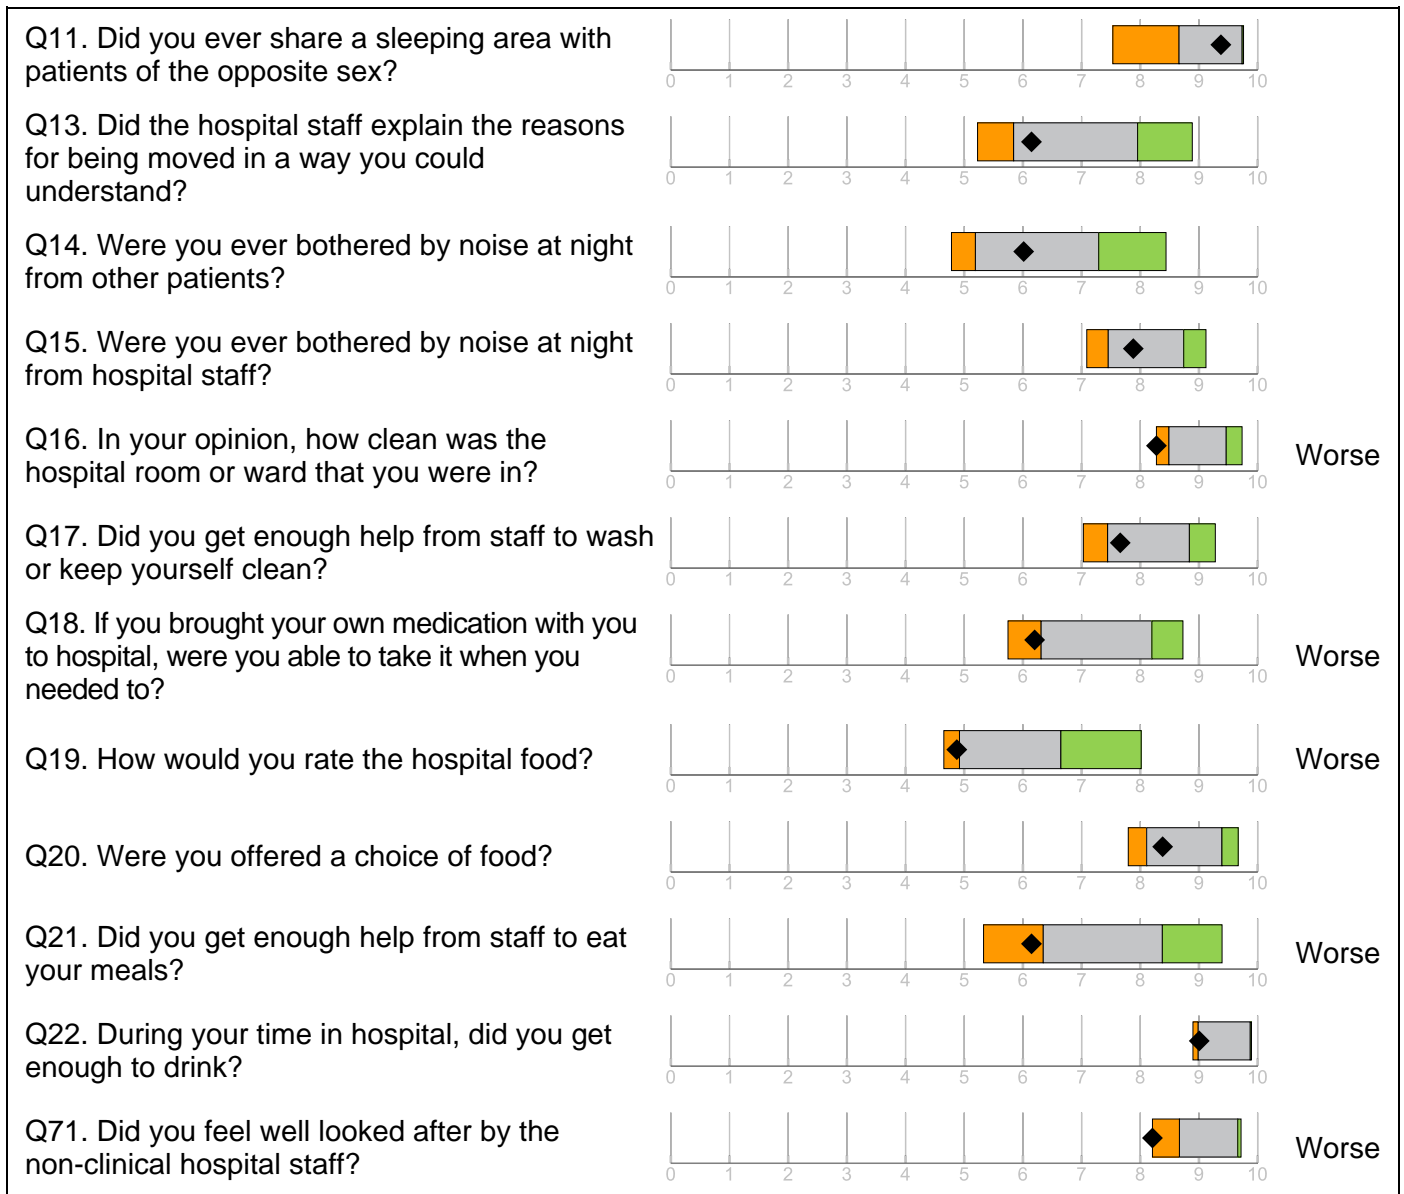 Q11. Did you ever share a sleeping area with
patients of the opposite sex?
0 1 2 3 4 5 6 7 8 9 10
Q13. Did the hospital staff explain the reasons
for being moved in a way you could
understand?
0 1 2 3 4 5 6 7 8 9 10
Q14. Were you ever bothered by noise at night
from other patients?
0 1 2 3 4 5 6 7 8 9 10
Q15. Were you ever bothered by noise at night
from hospital staff?
0 1 2 3 4 5 6 7 8 9 10
Q16. In your opinion, how clean was the
hospital room or ward that you were in?
0 1 2 3 4 5 6 7 8 9 10
Worse
Q17. Did you get enough help from staff to wash
or keep yourself clean?
0 1 2 3 4 5 6 7 8 9 10
Q18. If you brought your own medication with you
to hospital, were you able to take it when you
needed to?
0 1 2 3 4 5 6 7 8 9 10
Worse
Q19. How would you rate the hospital food?
0 1 2 3 4 5 6 7 8 9 10
Worse
Q20. Were you offered a choice of food?
0 1 2 3 4 5 6 7 8 9 10
Q21. Did you get enough help from staff to eat
your meals?
0 1 2 3 4 5 6 7 8 9 10
Worse
Q22. During your time in hospital, did you get
enough to drink?
0 1 2 3 4 5 6 7 8 9 10
Q71. Did you feel well looked after by the
non-clinical hospital staff?
0 1 2 3 4 5 6 7 8 9 10
Worse